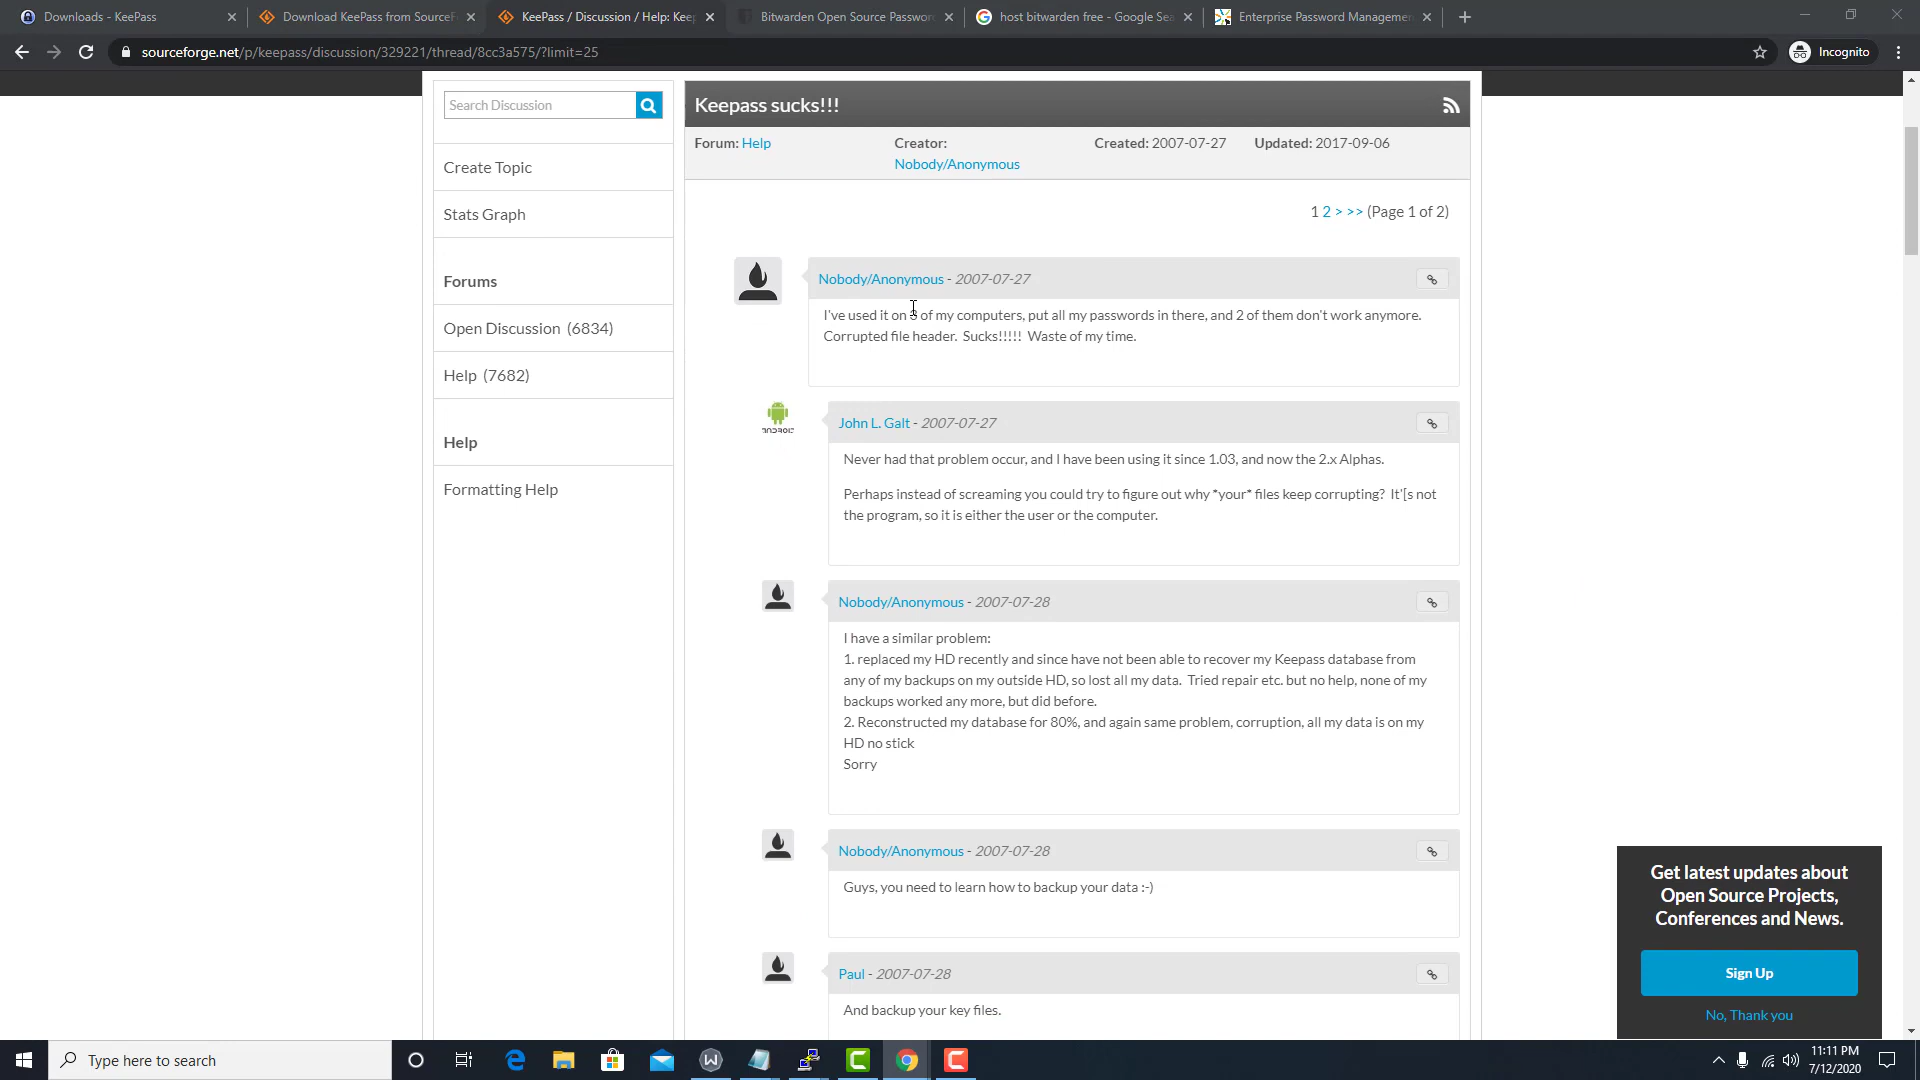 Downloads - KeePass
Download KeePass from SourceF
KeePass / Discussion / Help: Keep
Bitwarden Open Source Passwor
host bitwarden free - Google Sea
Enterprise Password Managemen
sourceforge.net/p/keepass/discussion/329221/thread/8cc3a575/?limit=25
Incognito
Search Discussion
Create Topic
Stats Graph
Forums
Open Discussion (6834)
Help (7682)
Help
Formatting Help
Keepass sucks!!!
Forum: Help
Creator:
Nobody/Anonymous
Created: 2007-07-27
Updated: 2017-09-06
1 2 > >> (Page 1 of 2)
Nobody/Anonymous - 2007-07-27
I've used it on of my computers, put all my passwords in there, and 2 of them don't work anymore.
Corrupted file header. Sucks!!!!! Waste of my time.
ANDROID
John L. Galt - 2007-07-27
Never had that problem occur, and I have been using it since 1.03, and now the 2.x Alphas.
Perhaps instead of screaming you could try to figure out why *your* files keep corrupting? It'[s not
the program, so it is either the user or the computer.
Nobody/Anonymous - 2007-07-28
I have a similar problem:
1. replaced my HD recently and since have not been able to recover my Keepass database from
any of my backups on my outside HD, so lost all my data. Tried repair etc. but no help, none of my
backups worked any more, but did before.
2. Reconstructed my database for 80%, and again same problem, corruption, all my data is on my
HD no stick
Sorry
Nobody/Anonymous - 2007-07-28
Guys, you need to learn how to backup your data :-)
Paul - 2007-07-28
And backup your key files.
Get latest updates about
Open Source Projects,
Conferences and News.
Sign Up
No, Thank you
Type here to search
11:11 PM
7/12/2020